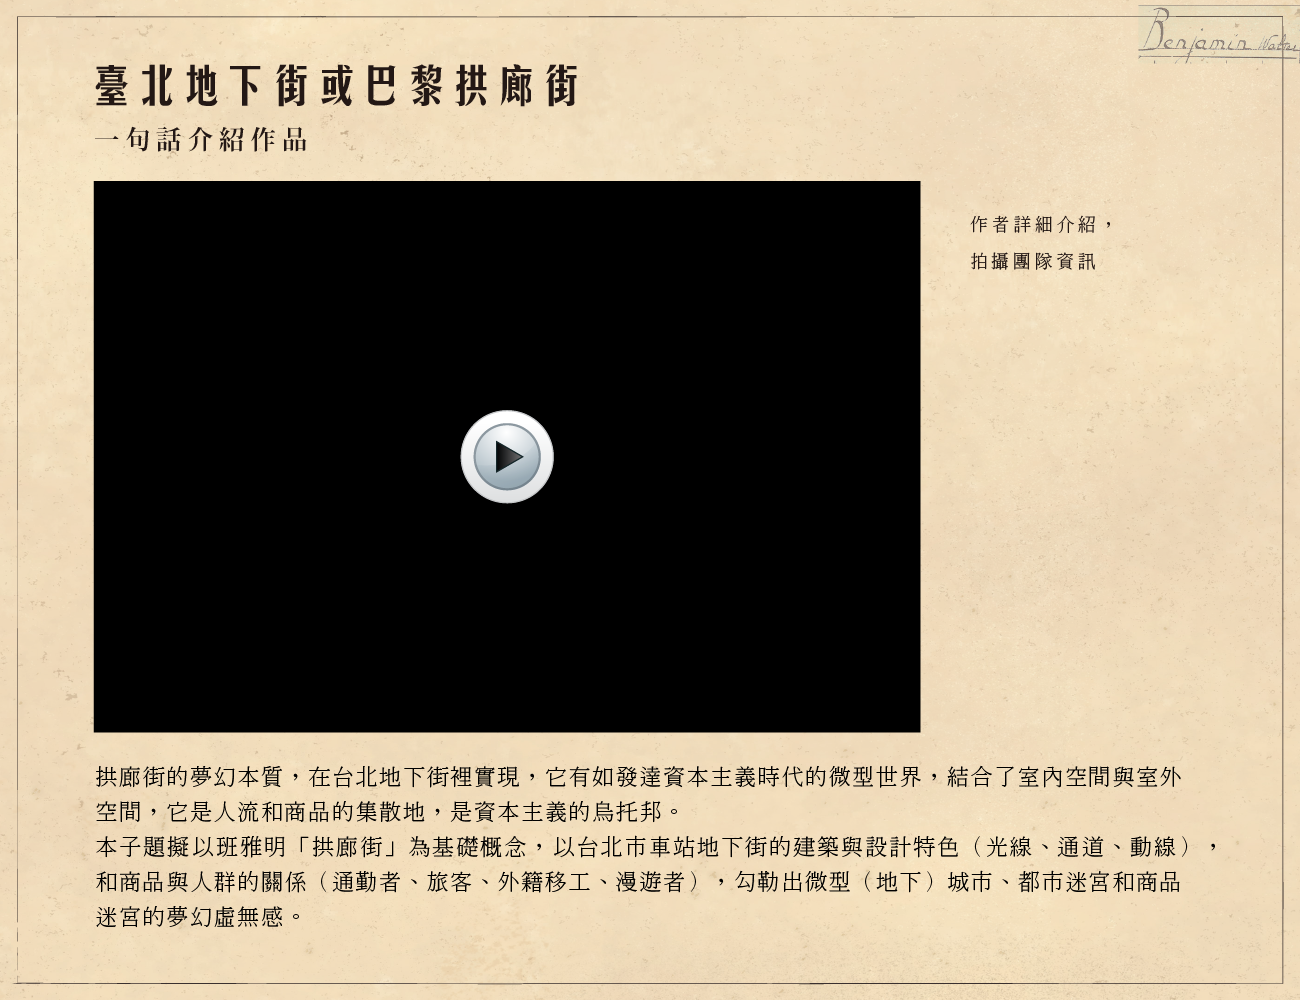 Benjamin
臺北地下街或巴黎拱廊街
一句話介紹作品
作者詳細介紹，
拍攝團隊資訊
拱廊街的夢幻本質，在台北地下街裡實現，它有如發達資本主義時代的微型世界，結合了室內空間與室外
空間，它是人流和商品的集散地，是資本主義的烏托邦。
本子題擬以班雅明「拱廊街」為基礎概念，以台北市車站地下街的建築與設計特色（光線、通道、動線），
和商品與人群的關係（通勤者、旅客、外籍移工、漫遊者），勾勒出微型（地下）城市、都市迷宮和商品
迷宮的夢幻虛無感。